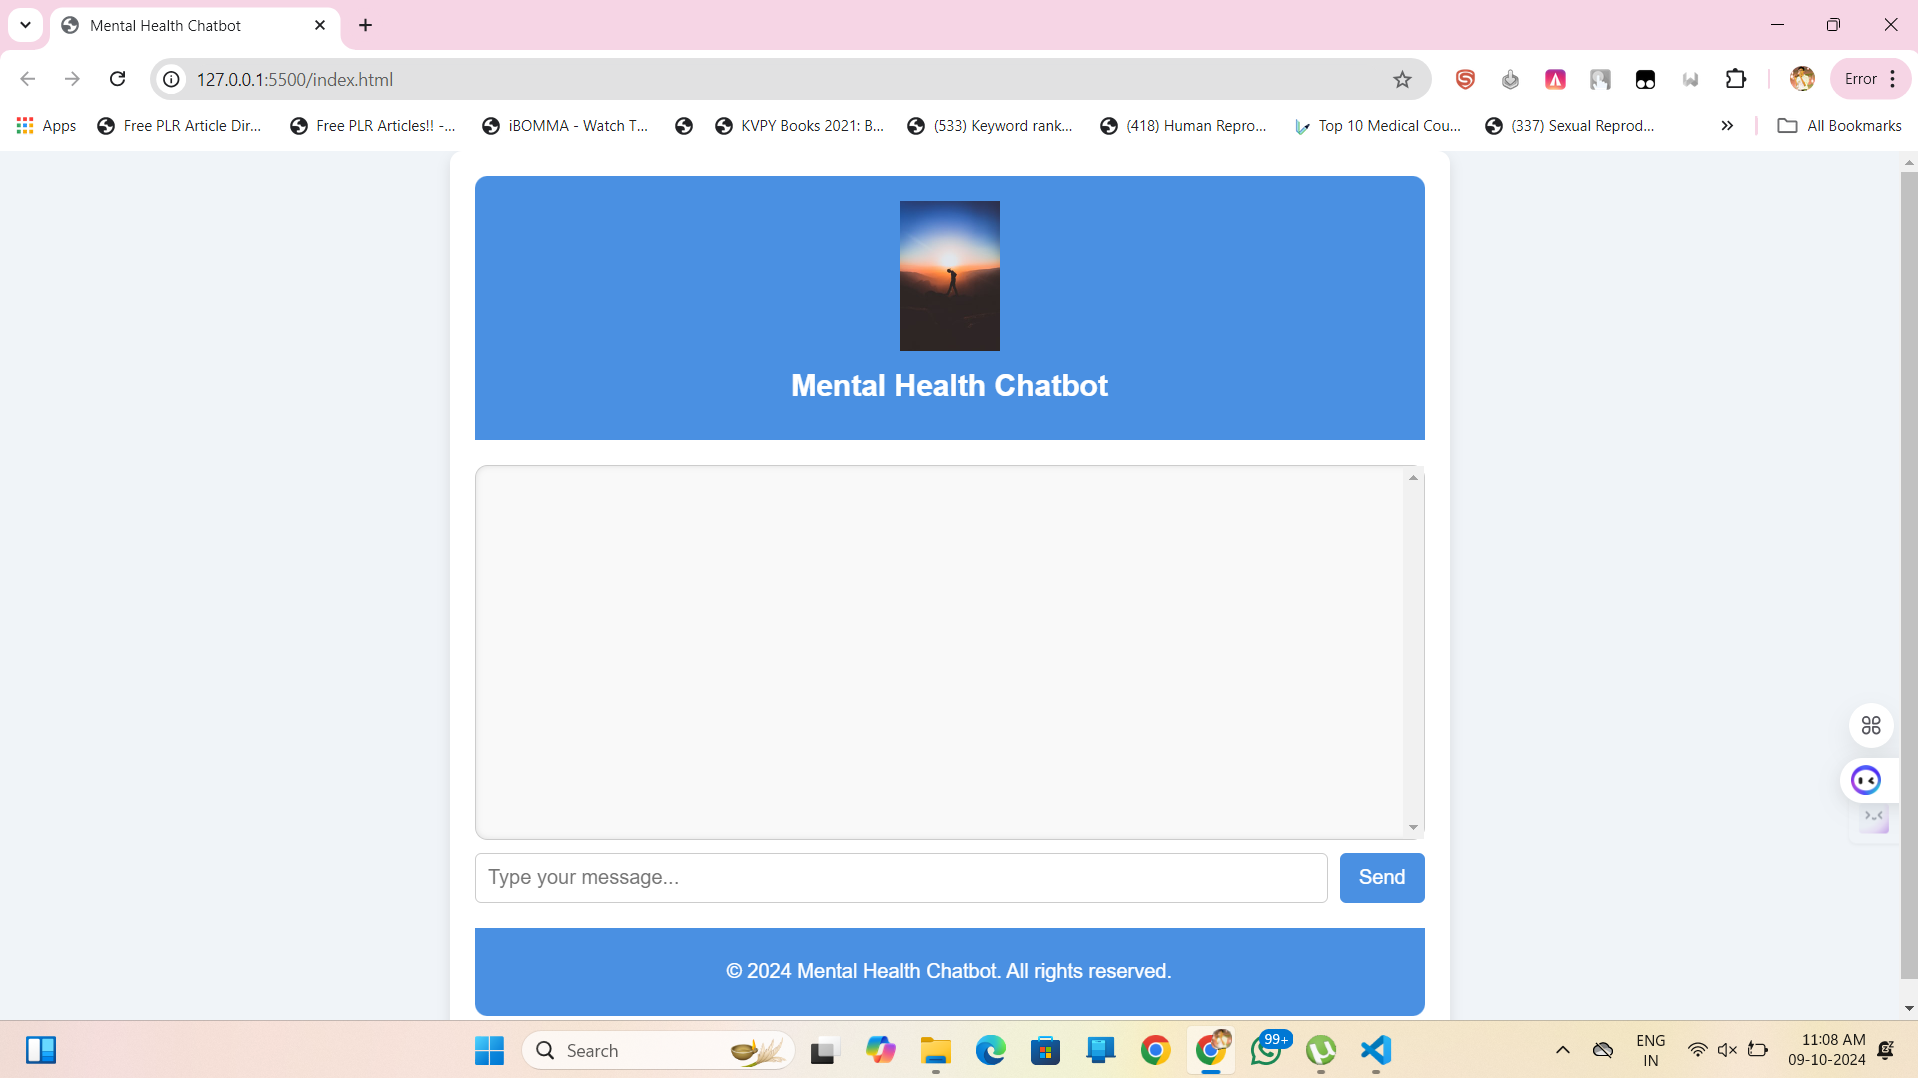 Mental Health Chatbot
127.0.0.1:5500/index.html
Error
Apps
Free PLR Article Dir...
Free PLR Articles!! -...
iBOMMA - Watch T...
KVPY Books 2021: B...
(533) Keyword rank...
(418) Human Repro...
Top 10 Medical Cou...
(337) Sexual Reprod...
All Bookmarks
Mental Health Chatbot
Type your message...
Send
© 2024 Mental Health Chatbot. All rights reserved.
Search
99+
ENG
IN
11:08 AM
09-10-2024